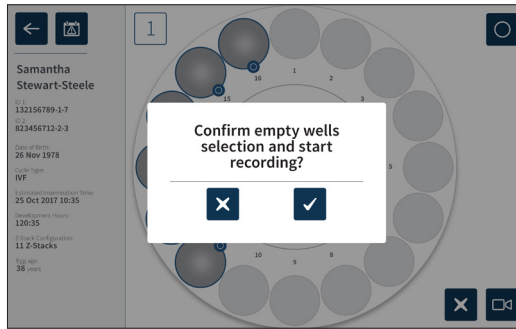 1
Samantha
Stewart-Steele
ID 1:
132156789-1-7
ID 2:
823456712-2-3
Date of Birth:
26 Nov 1978
Cycle Type:
IVF
Estimated Insemination Time:
25 Oct 2017 10:35
Development Hours:
120:35
Z-Stack Configuration:
11 Z-Stacks
Egg age:
38 years
16
1
2
15
3
5
10
9
8
Confirm empty wells
selection and start
recording?